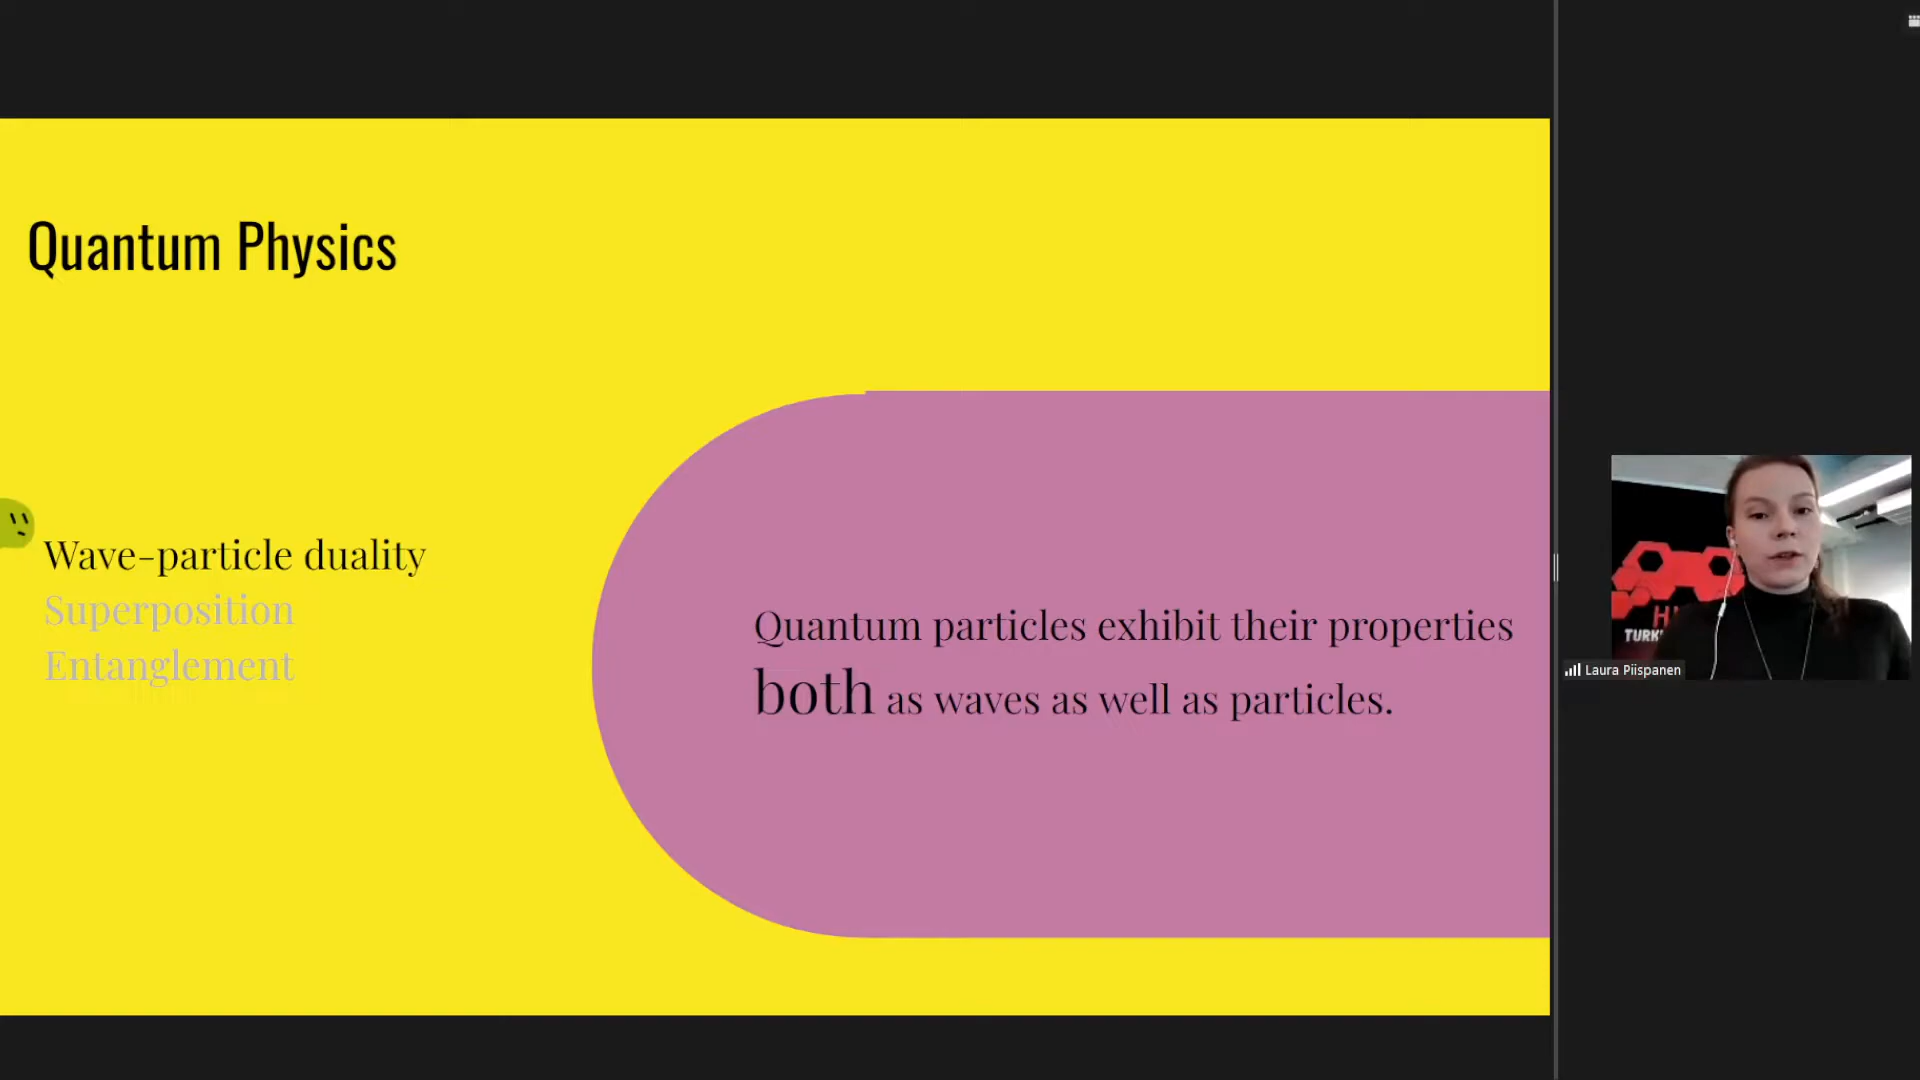 Quantum Physics
Wave-particle duality
Superposition
Entanglement
Quantum particles exhibit their properties
both as waves as well as particles.
Laura Piispanen